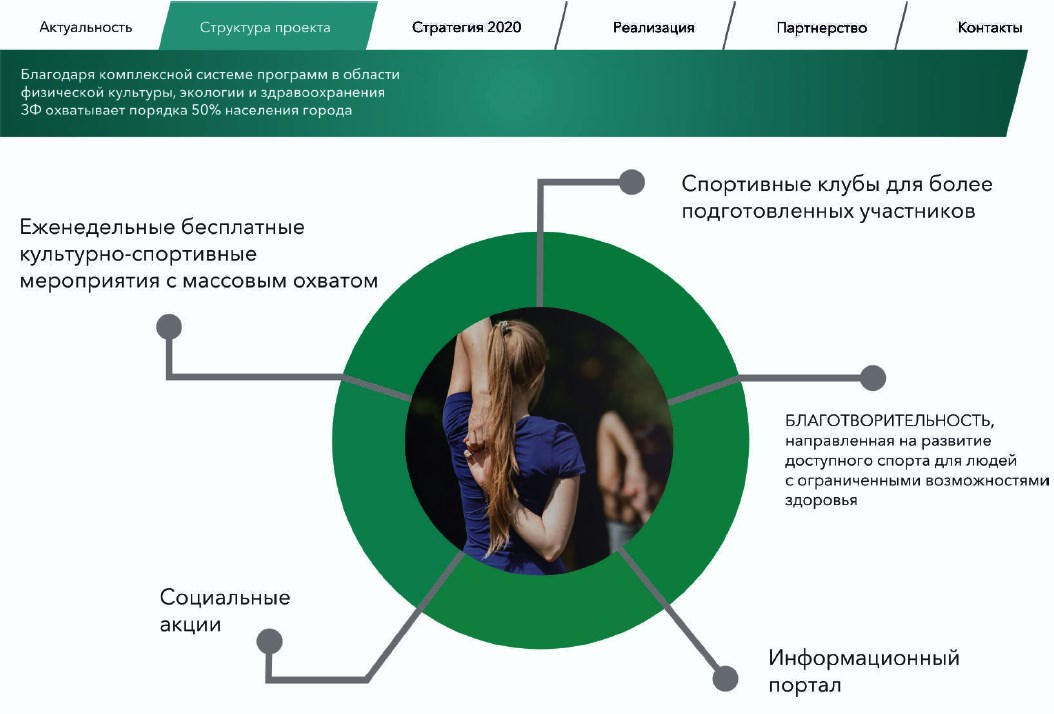 Актуальность
Структура проекта
Стратегия 2020
Реализация
Партнерство
Контакты
Благодаря комплексной системе программ в области
физической культуры, экологии и здравоохранения
ЗФ охватывает порядка 50% населения города
Спортивные клубы для более
подготовленных участников
Еженедельные бесплатные
культурно-спортивные
мероприятия с массовым охватом
БЛАГОТВОРИТЕЛЬНОСТЬ,
направленная на развитие
доступного спорта для людей
с ограниченными возможностями
здоровья
Социальные
акции
Информационный
портал